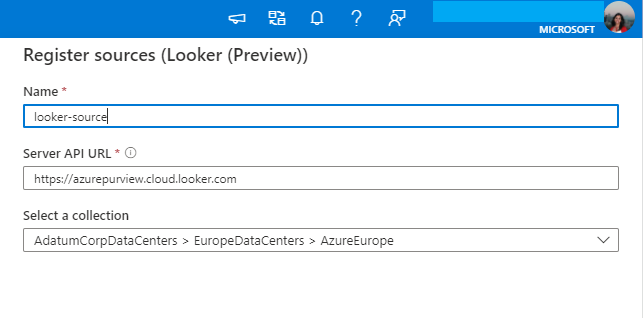 MICROSOFT
Register sources (Looker (Preview))
Name *
looker-source
Server API URL *
https://azurepurview.cloud.looker.com
Select a collection
AdatumCorpDataCenters > EuropeDataCenters > AzureEurope